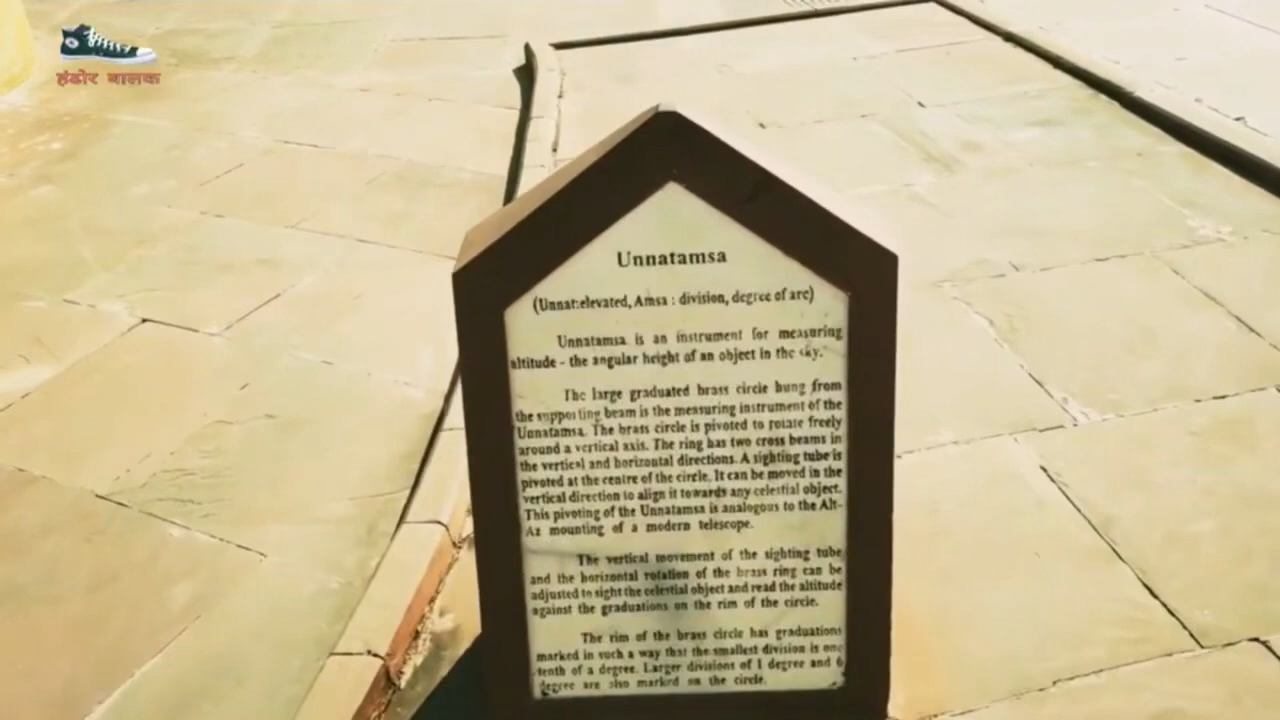 हंडोर बालक
Unnatamsa
(Unnat:elevated, Amsa : division, degree of arc)
Unnatamsa is an instrument for measuring
altitude - the angular height of an object in the sky.
The large graduated brass circle hung from
the supporting beam is the measuring instrument of the
Unnatamsa. The brass circle is pivoted to rotate freely
around a vertical axis. The ring has two cross beams in
the vertical and horizontal directions. A sighting tube is
pivoted at the centre of the circle. It can be moved in the
vertical direction to align it towards any celestial object.
This pivoting of the Unnatamsa is analogous to the Alt-
Az mounting of a modern telescope.
The vertical movement of the sighting tube
and the horizontal rotation of the brass ring can be
adjusted to sight the celestial object and read the altitude
against the graduations on the rim of the circle.
The rim of the brass circle has graduations
marked in such a way that the smallest division is one
tenth of a degree. Larger divisions of 1 degree and 6
degree are also marked on the circle.